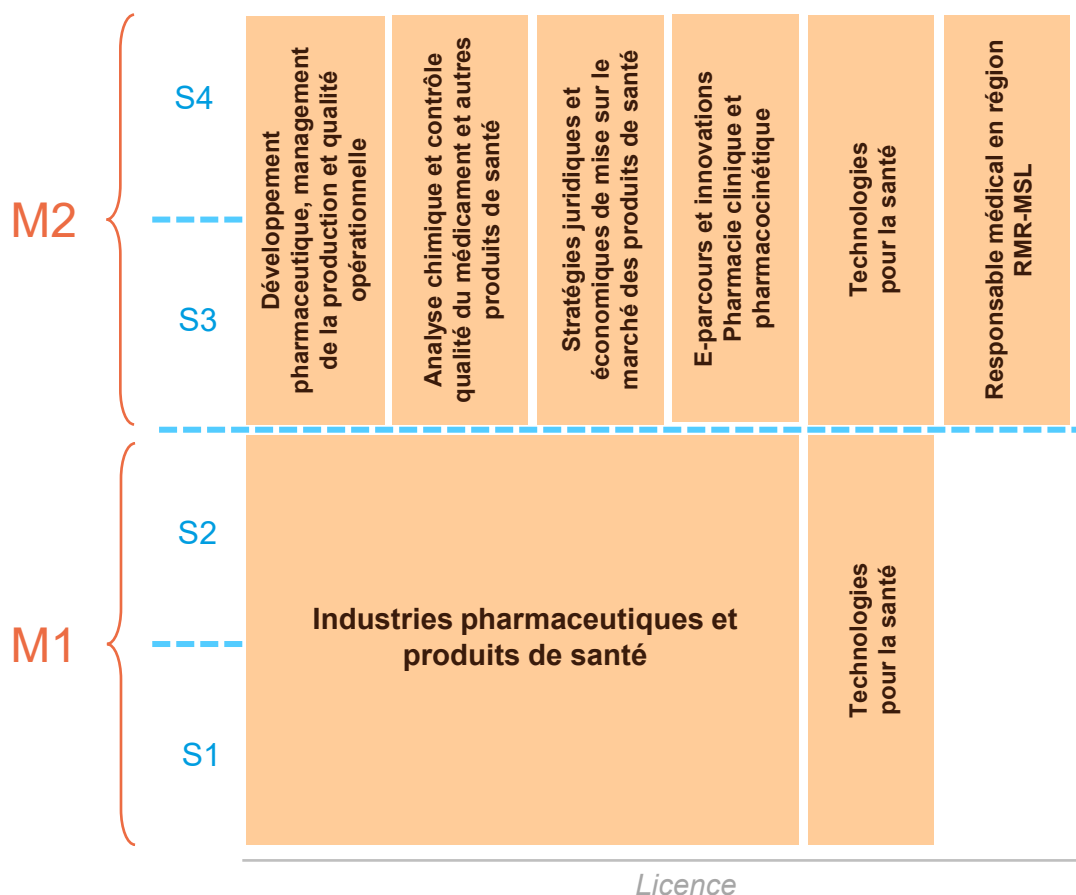 M2
S4
S3
Développement
pharmaceutique, management
de la production et qualité
opérationnelle
Analyse chimique et contrôle
qualité du médicament et autres
produits de santé
Stratégies juridiques et
économiques de mise sur le
marché des produits de santé
E-parcours et innovations
Pharmacie clinique et
pharmacocinétique
Technologies
pour la santé
Responsable médical en région
RMR-MSL
M1
S2
S1
Industries pharmaceutiques et
produits de santé
Technologies
pour la santé
Licence